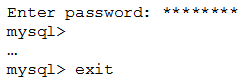 Enter password: ********
mysql>
…
mysql> exit